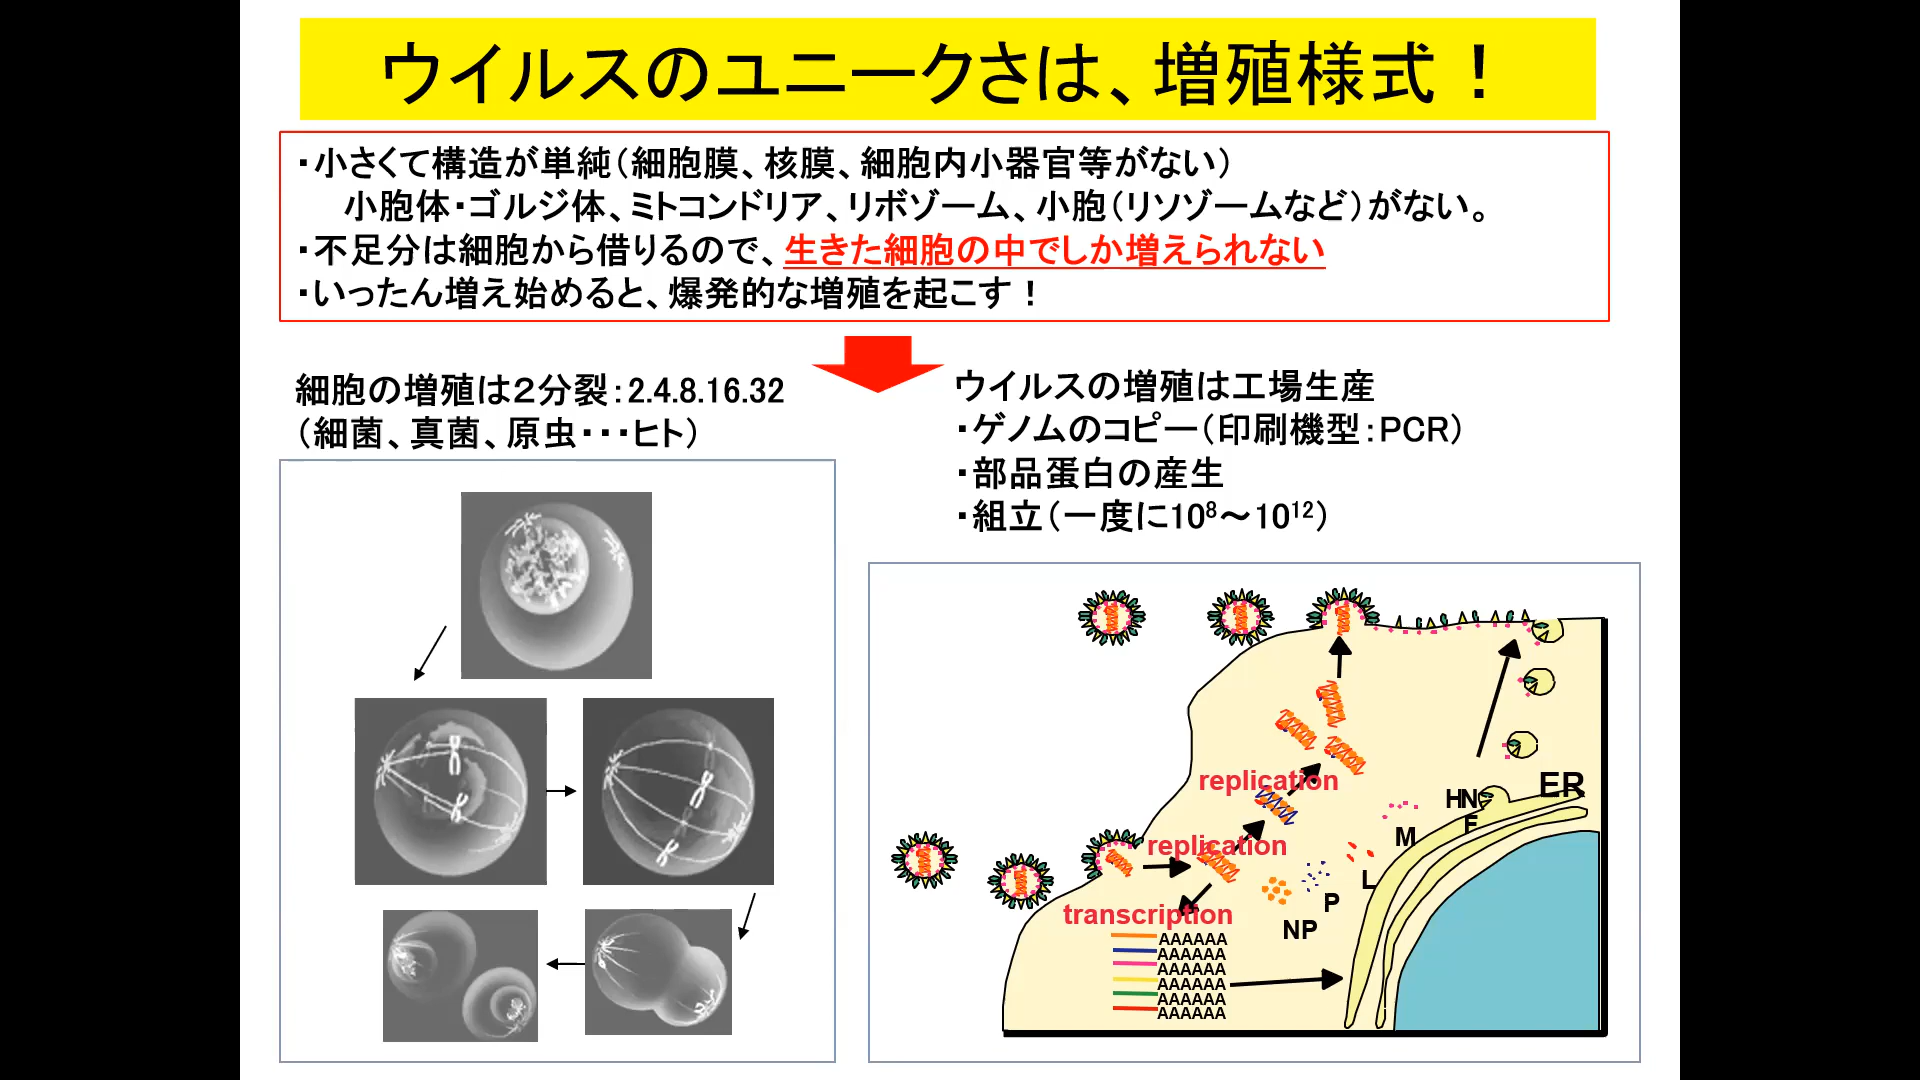 ウイルスのユニークさは、増殖様式！
・小さくて構造が単純（細胞膜、核膜、細胞内小器官等がない）
小胞体・ゴルジ体、ミトコンドリア、リボゾーム、小胞（リソゾームなど）がない。
・不足分は細胞から借りるので、生きた細胞の中でしか増えられない
・いったん増え始めると、爆発的な増殖を起こす！
細胞の増殖は２分裂：2.4.8.16.32
（細菌、真菌、原虫・・・ヒト）
ウイルスの増殖は工場生産
・ゲノムのコピー（印刷機型：PCR）
・部品蛋白の産生
・組立（一度に10⁸～10¹²）
replication
ER
HN
F
M
replication
L
P
transcription
NP
AAAAAA
AAAAAA
AAAAAA
AAAAAA
AAAAAA
AAAAAA